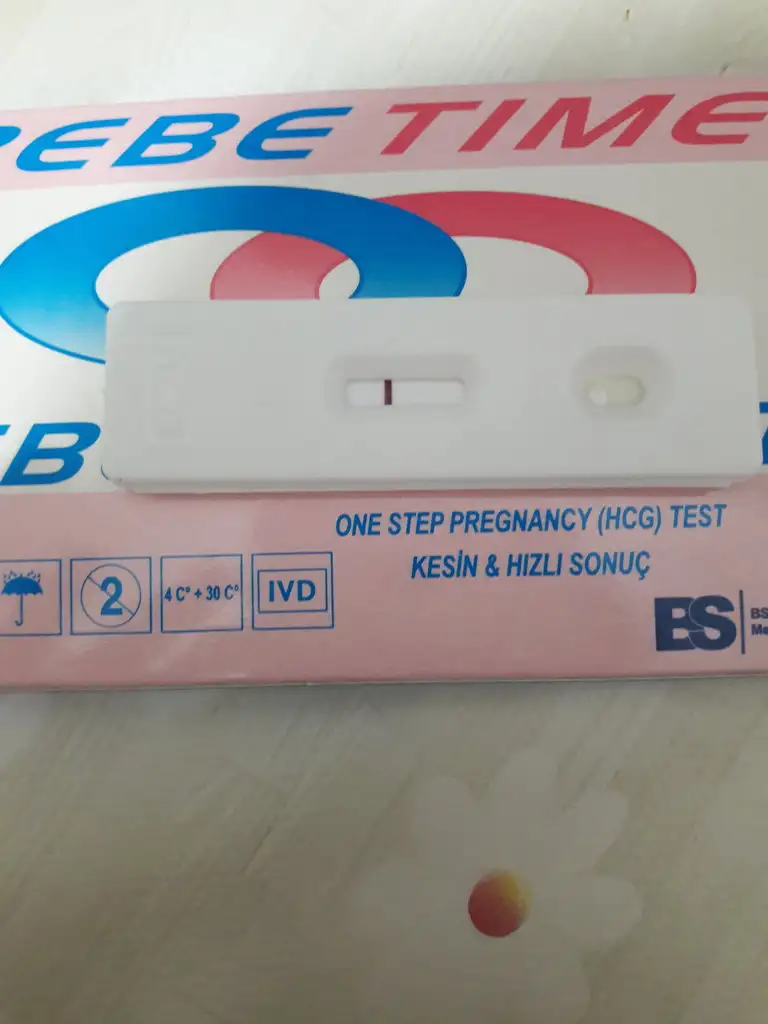 BEBE TIME
ONE STEP PREGNANCY (HCG) TEST
KESİN & HIZLI SONUÇ
2
4 C° + 30 C°
IVD
BS